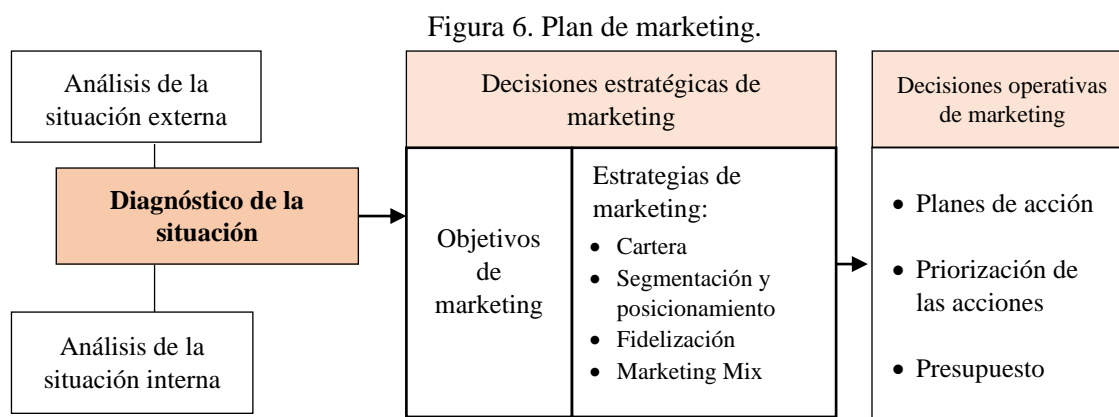 Figura 6. Plan de marketing.
Análisis de la
situación externa
Diagnóstico de la
situación
Análisis de la
situación interna
Decisiones estratégicas de
marketing
Objetivos
de
marketing
Estrategias de
marketing:
• Cartera
• Segmentación y
posicionamiento
• Fidelización
• Marketing Mix
Decisiones operativas
de marketing
• Planes de acción
• Priorización de
las acciones
• Presupuesto